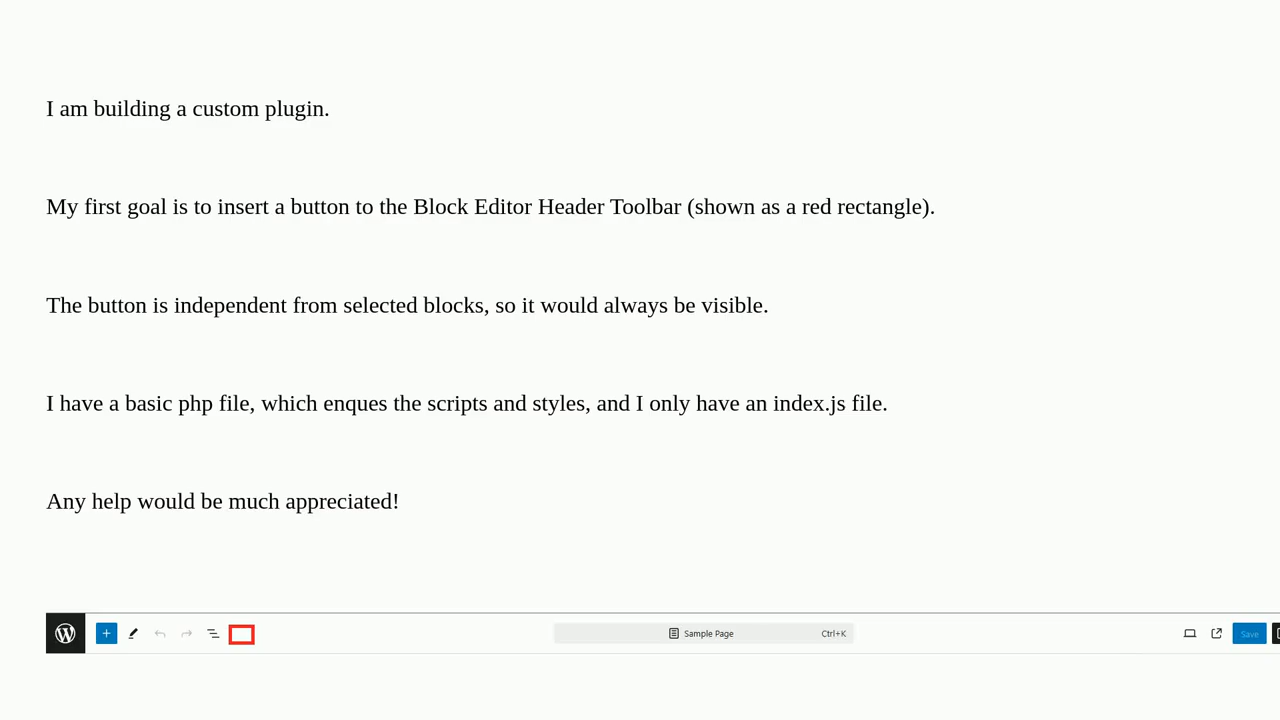 I am building a custom plugin.
My first goal is to insert a button to the Block Editor Header Toolbar (shown as a red rectangle).
The button is independent from selected blocks, so it would always be visible.
I have a basic php file, which enques the scripts and styles, and I only have an index.js file.
Any help would be much appreciated!
Sample Page Ctrl+K Save